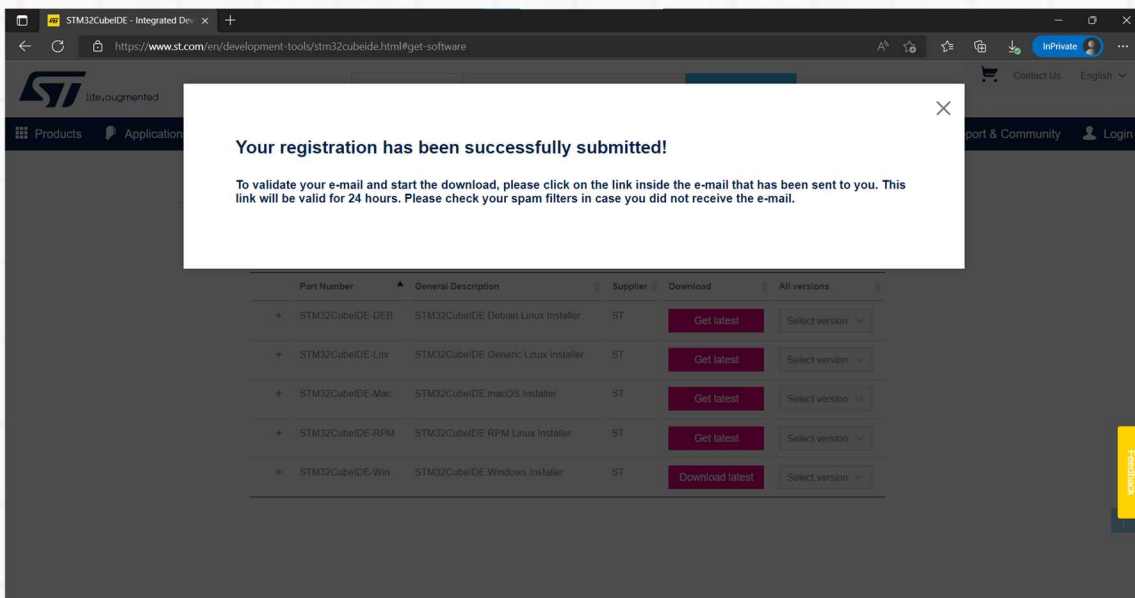 STM32CubeIDE - Integrated Dev
https://www.st.com/en/development-tools/stm32cubeide.html#get-software
InPrivate
ST life.augmented
Contact Us English
Products Application port & Community Login
Your registration has been successfully submitted!
To validate your e-mail and start the download, please click on the link inside the e-mail that has been sent to you. This
link will be valid for 24 hours. Please check your spam filters in case you did not receive the e-mail.
Part Number General Description Supplier Download All versions
+ STM32CubeIDE-DEB STM32CubeIDE Debian Linux Installer ST Get latest Select version
+ STM32CubeIDE-Lnx STM32CubeIDE Generic Linux Installer ST Get latest Select version
+ STM32CubeIDE-Mac STM32CubeIDE macOS Installer ST Get latest Select version
+ STM32CubeIDE-RPM STM32CubeIDE RPM Linux Installer ST Get latest Select version
+ STM32CubeIDE-Win STM32CubeIDE Windows Installer ST Download latest Select version
Feedback